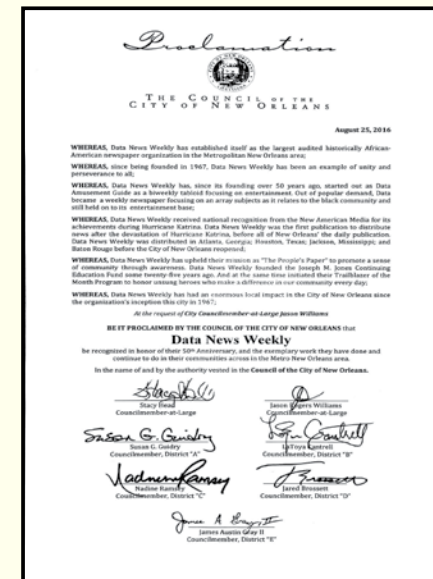 Proclamation
THE COUNCIL OF THE
CITY OF NEW ORLEANS
August 25, 2016
WHEREAS, Data News Weekly has established itself as the largest audited historically African-
American newspaper organization in the Metropolitan New Orleans area;
WHEREAS, since being founded in 1967, Data News Weekly has been an example of unity and
perseverance to all;
WHEREAS, Data News Weekly has, since its founding over 50 years ago, started out as Data
Amusement Guide as a biweekly tabloid focusing on entertainment. Out of popular demand, Data
became a weekly newspaper focusing on an array subjects as it relates to the black community and
still held on to its entertainment base;
WHEREAS, Data News Weekly received national recognition from the New American Media for its
achievements during Hurricane Katrina. Data News Weekly was the first publication to distribute
news after the devastation of Hurricane Katrina, before all of New Orleans' the daily publication.
Data News Weekly was distributed in Atlanta, Georgia; Houston, Texas; Jackson, Mississippi; and
Baton Rouge before the City of New Orleans reopened;
WHEREAS, Data News Weekly has upheld their mission as "The People's Paper" to promote a sense
of community through awareness. Data News Weekly founded the Joseph M. Jones Continuing
Education Fund some twenty-five years ago. And at the same time initiated their Trailblazer of the
Month Program to honor unsung heroes who make a difference in our community every day;
WHEREAS, Data News Weekly has had an enormous local impact in the City of New Orleans since
the organization's inception this city in 1967;
At the request of City Councilmember-at-Large Jason Williams
BE IT PROCLAIMED BY THE COUNCIL OF THE CITY OF NEW ORLEANS that
Data News Weekly
be recognized in honor of their 50th Anniversary, and the exemplary work they have done and
continue to do in their communities across in the Metro New Orleans area.
In the name of and by the authority vested in the Council of the City of New Orleans.
Stacy Head
Councilmember-at-Large
Jason Rogers Williams
Councilmember-at-Large
Susan G. Guidry
Susan G. Guidry
Councilmember, District "A"
LaToya Cantrell
Councilmember, District "B"
Nadine Ramsey
Councilmember, District "C"
Jared Brossett
Councilmember, District "D"
James A Gray II
James Austin Gray II
Councilmember, District "E"